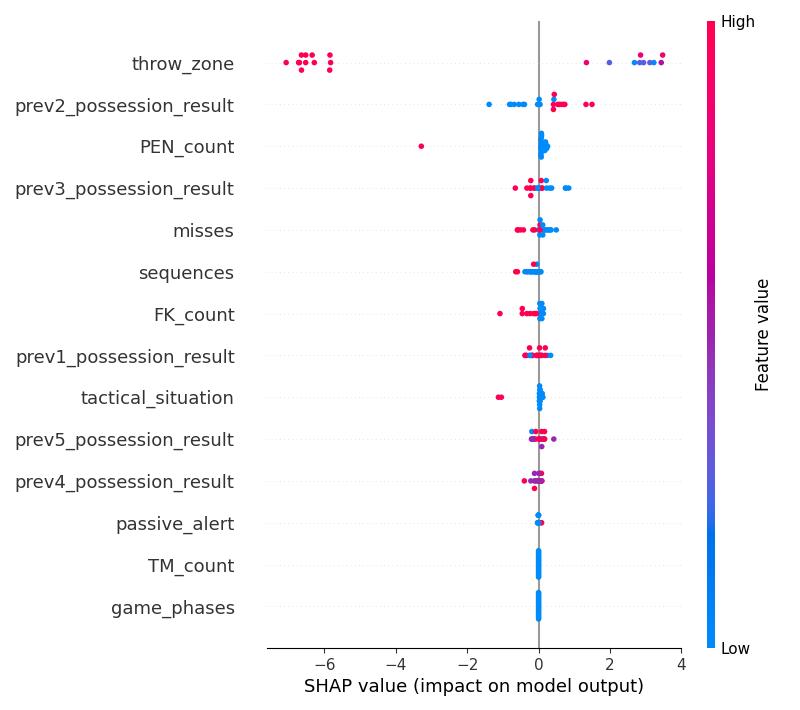 High
throw_zone
prev2_possession_result
PEN_count
prev3_possession_result
misses
sequences
FK_count
prev1_possession_result
tactical_situation
prev5_possession_result
prev4_possession_result
passive_alert
TM_count
game_phases
Feature value
Low
−6 −4 −2 0 2 4
SHAP value (impact on model output)